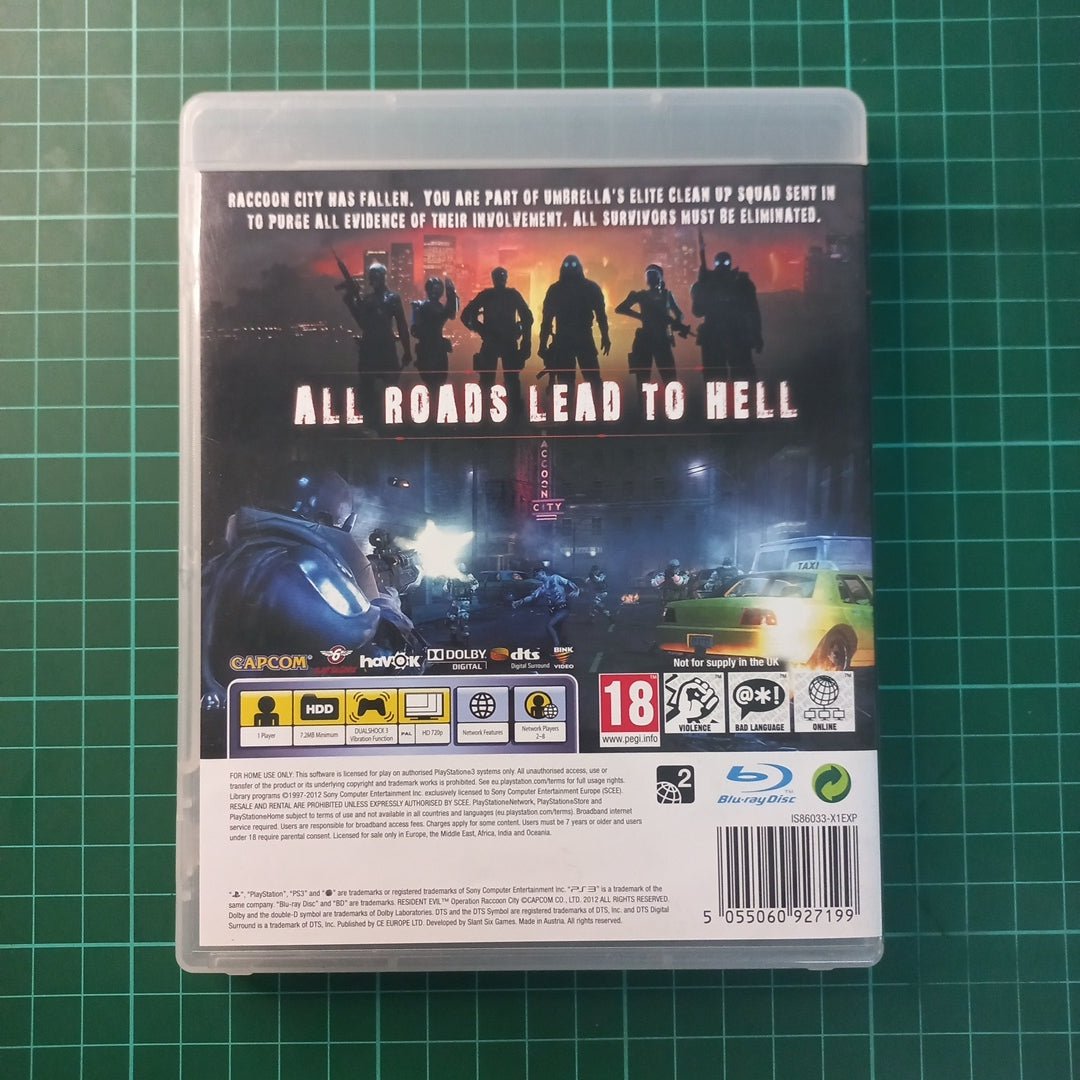 RACCOON CITY HAS FALLEN. YOU ARE PART OF UMBRELLA'S ELITE CLEAN UP SQUAD SENT IN
TO PURGE ALL EVIDENCE OF THEIR INVOLVEMENT. ALL SURVIVORS MUST BE ELIMINATED.
ALL ROADS LEAD TO HELL
RACCOON
CITY
TAXI
CAPCOM
6
havok
DOLBY
DIGITAL
dts
Digital Surround
BINK
VIDEO
Not for supply in the UK
1 Player
HDD
7.2MB Minimum
DUALSHOCK 3
Vibration Function
PAL
HD 720p
Network Features
Network Players
2-8
18
www.pegi.info
VIOLENCE
@*!
BAD LANGUAGE
ONLINE
FOR HOME USE ONLY. This software is licensed for play on authorised PlayStation®3 systems only. All unauthorised access, use or
transfer of the product or its underlying copyright and trademark works is prohibited. See eu.playstation.com/terms for full usage rights.
Library programs ©1997-2012 Sony Computer Entertainment Inc. exclusively licensed to Sony Computer Entertainment Europe (SCEE).
RESALE AND RENTAL ARE PROHIBITED UNLESS EXPRESSLY AUTHORISED BY SCEE. PlayStation®Network, PlayStation®Store and
PlayStation®Home subject to terms of use and not available in all countries and languages (eu.playstation.com/terms). Broadband internet
service required. Users are responsible for broadband access fees. Charges apply for some content. Users must be 7 years or older and users
under 18 require parental consent. Licensed for sale only in Europe, the Middle East, Africa, India and Oceania.
2
Blu-ray Disc™
IS86033-X1EXP
"", "PlayStation", "PS3" and "" are trademarks or registered trademarks of Sony Computer Entertainment Inc. "PS3" is a trademark of the
same company. "Blu-ray Disc" and "BD" are trademarks. RESIDENT EVIL™ Operation Raccoon City ©CAPCOM CO., LTD. 2012 ALL RIGHTS RESERVED.
Dolby and the double-D symbol are trademarks of Dolby Laboratories. DTS and the DTS Symbol are registered trademarks of DTS, Inc. and DTS Digital
Surround is a trademark of DTS, Inc. Published by CE EUROPE LTD. Developed by Slant Six Games. Made in Austria. All rights reserved.
5 055060 927199